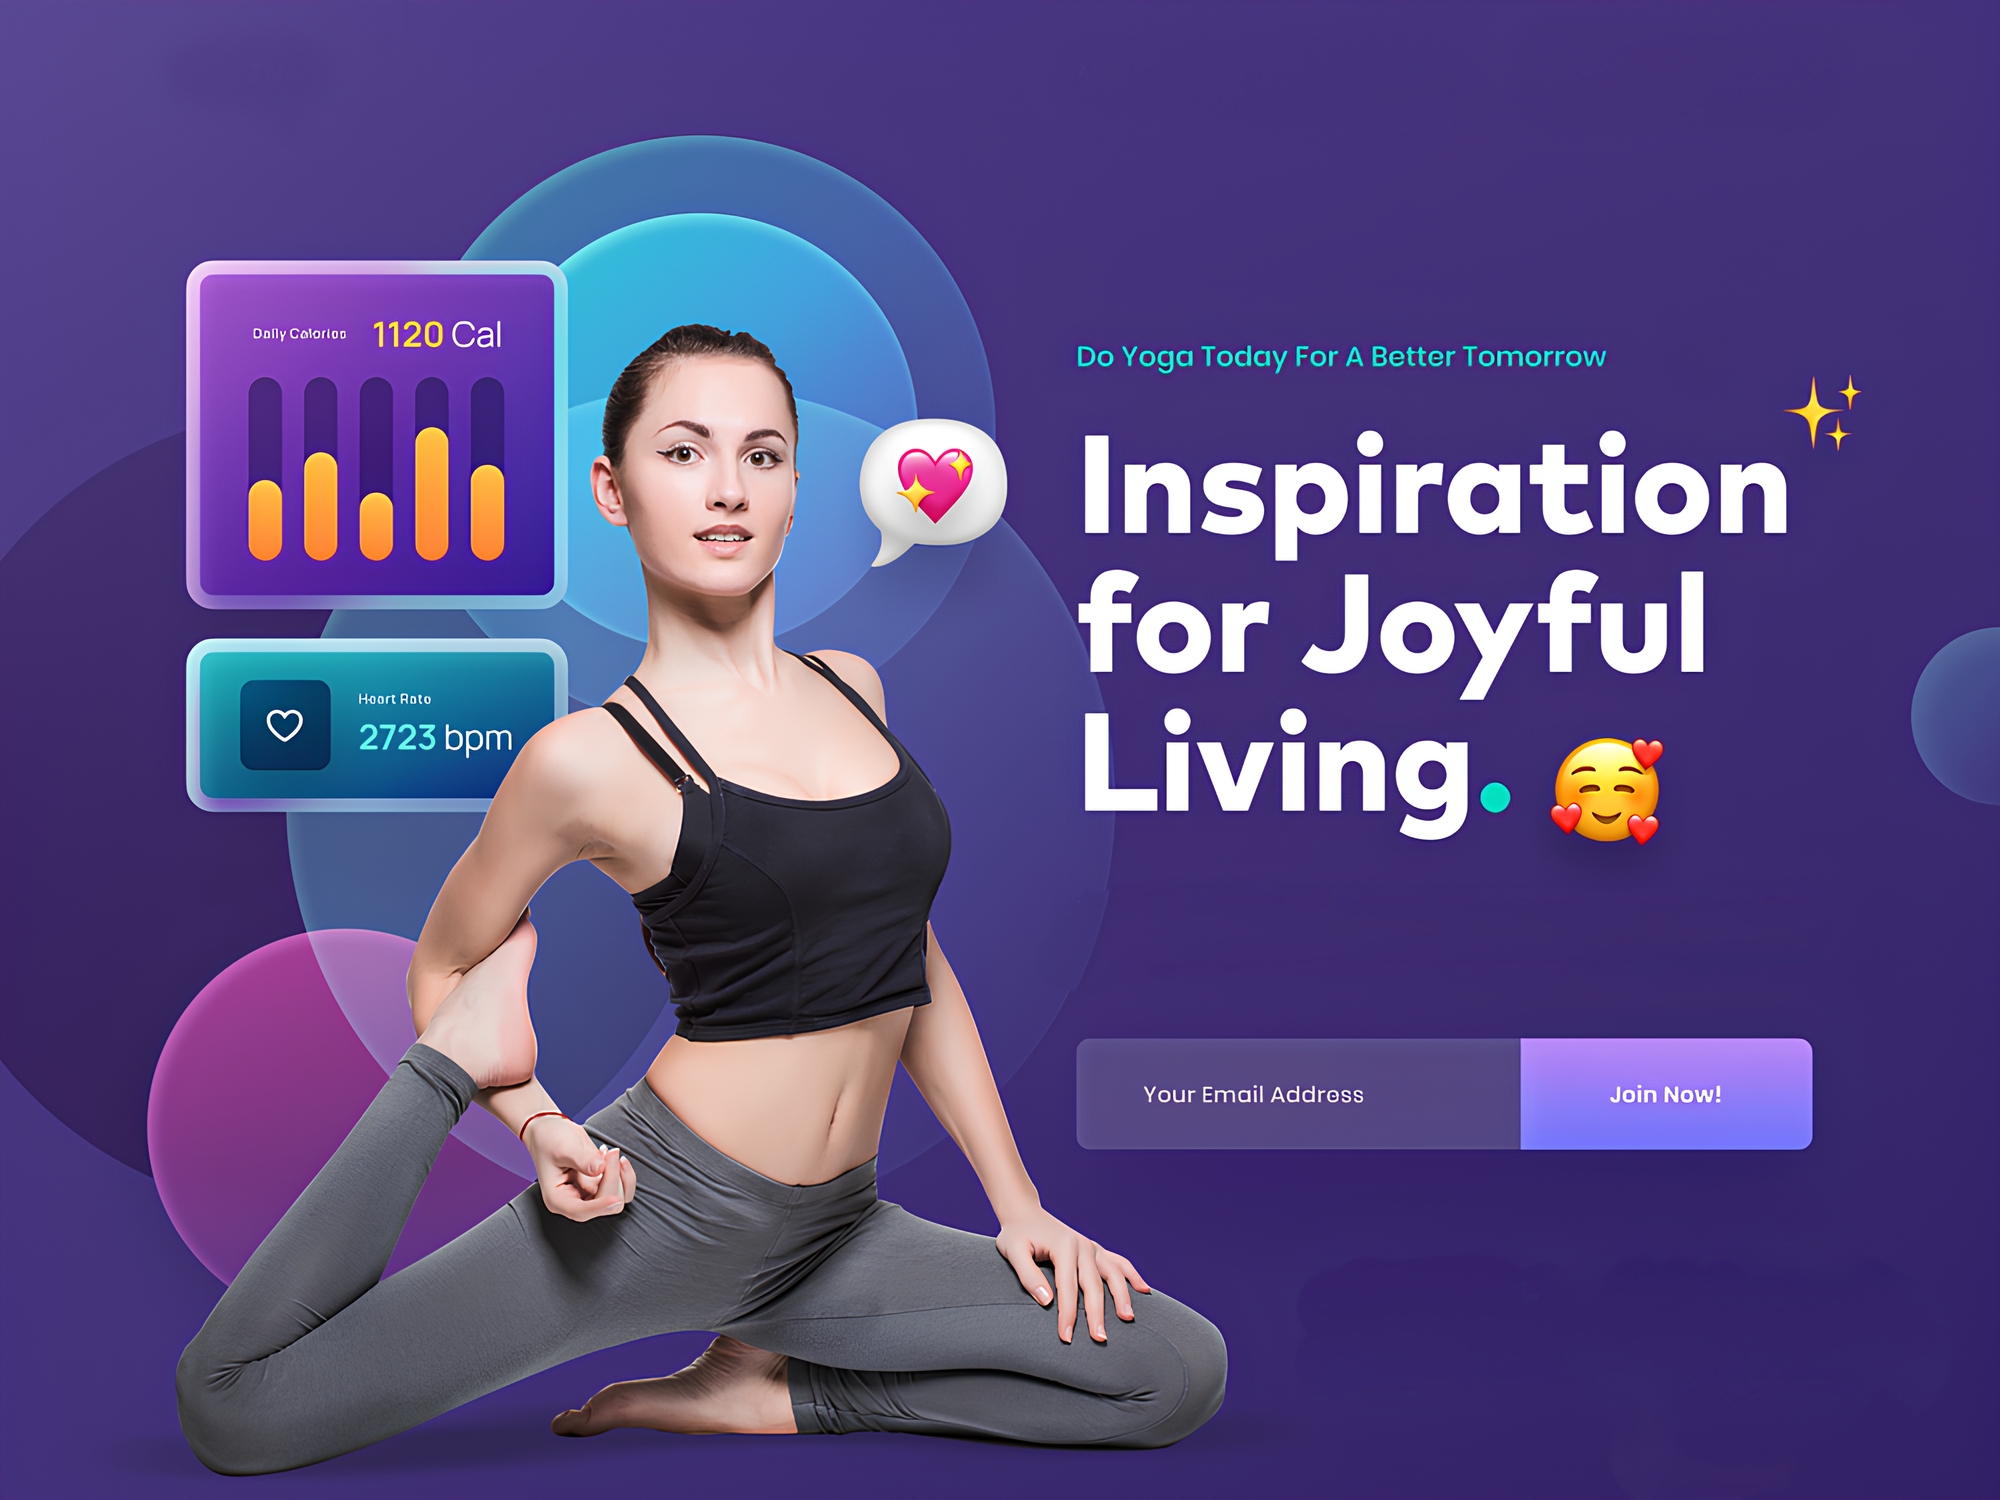 Daily Calories 1120 Cal
Heart Rate
2723 bpm
Do Yoga Today For A Better Tomorrow
Inspiration
for Joyful
Living.
Your Email Address
Join Now!